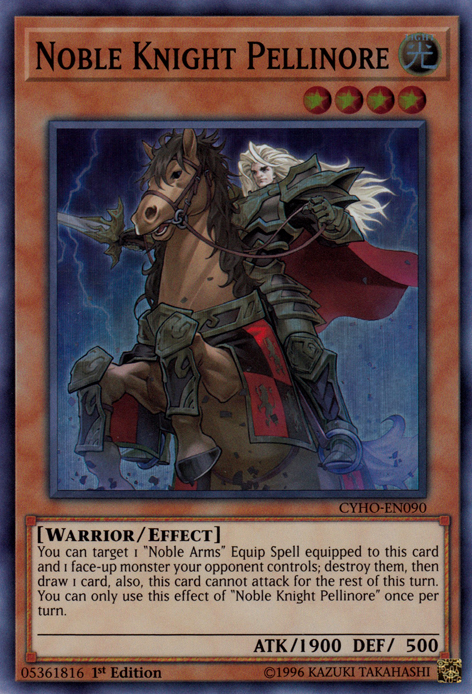 NOBLE KNIGHT PELLINORE
LIGHT
光
CYHO-EN090
[WARRIOR/EFFECT]
You can target 1 "Noble Arms" Equip Spell equipped to this card
and 1 face-up monster your opponent controls; destroy them, then
draw 1 card, also, this card cannot attack for the rest of this turn.
You can only use this effect of "Noble Knight Pellinore" once per
turn.
ATK/1900 DEF/ 500
05361816 1st Edition ©1996 KAZUKI TAKAHASHI